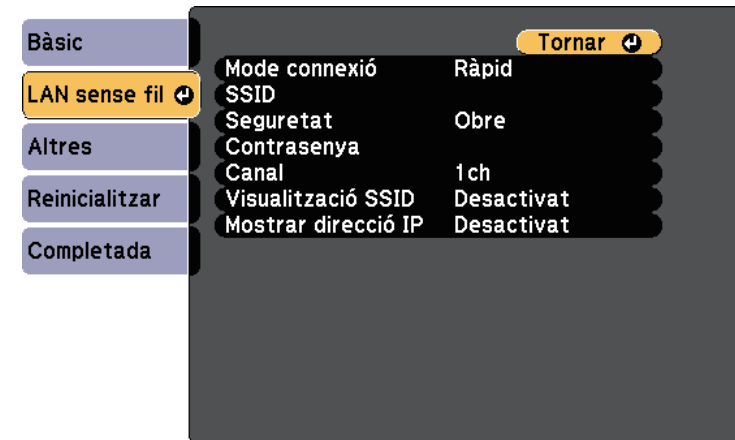 Bàsic
LAN sense fil
Altres
Reinicialitzar
Completada
Tornar
Mode connexió Ràpid
SSID
Seguretat Obre
Contrasenya
Canal 1ch
Visualització SSID Desactivat
Mostrar direcció IP Desactivat